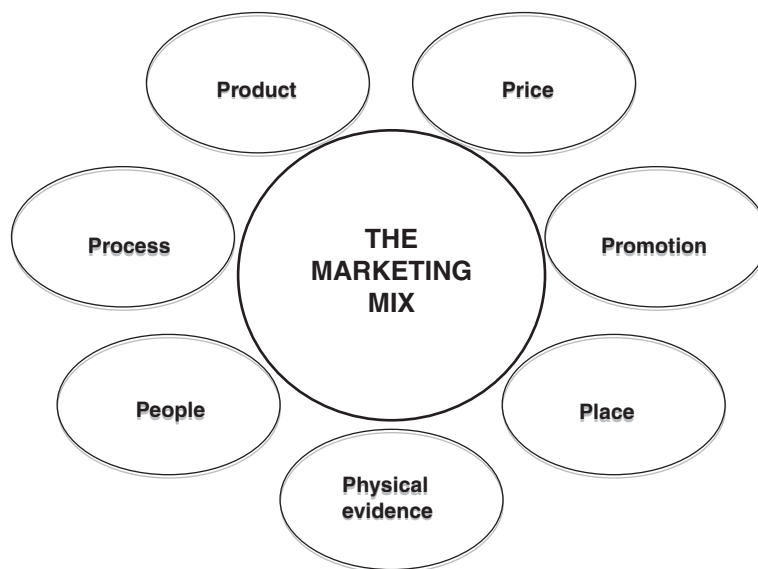 Product
Price
Process
THE
MARKETING
MIX
Promotion
People
Place
Physical
evidence